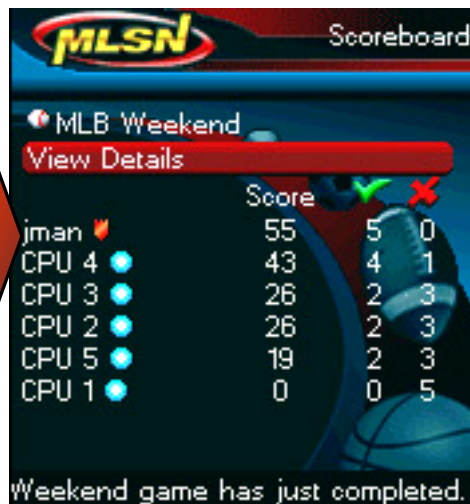 MLSN
Scoreboard
MLB Weekend
View Details
Score
jman 55 5 0
CPU 4 43 4 1
CPU 3 26 2 3
CPU 2 26 2 3
CPU 5 19 2 3
CPU 1 0 0 5
Weekend game has just completed.